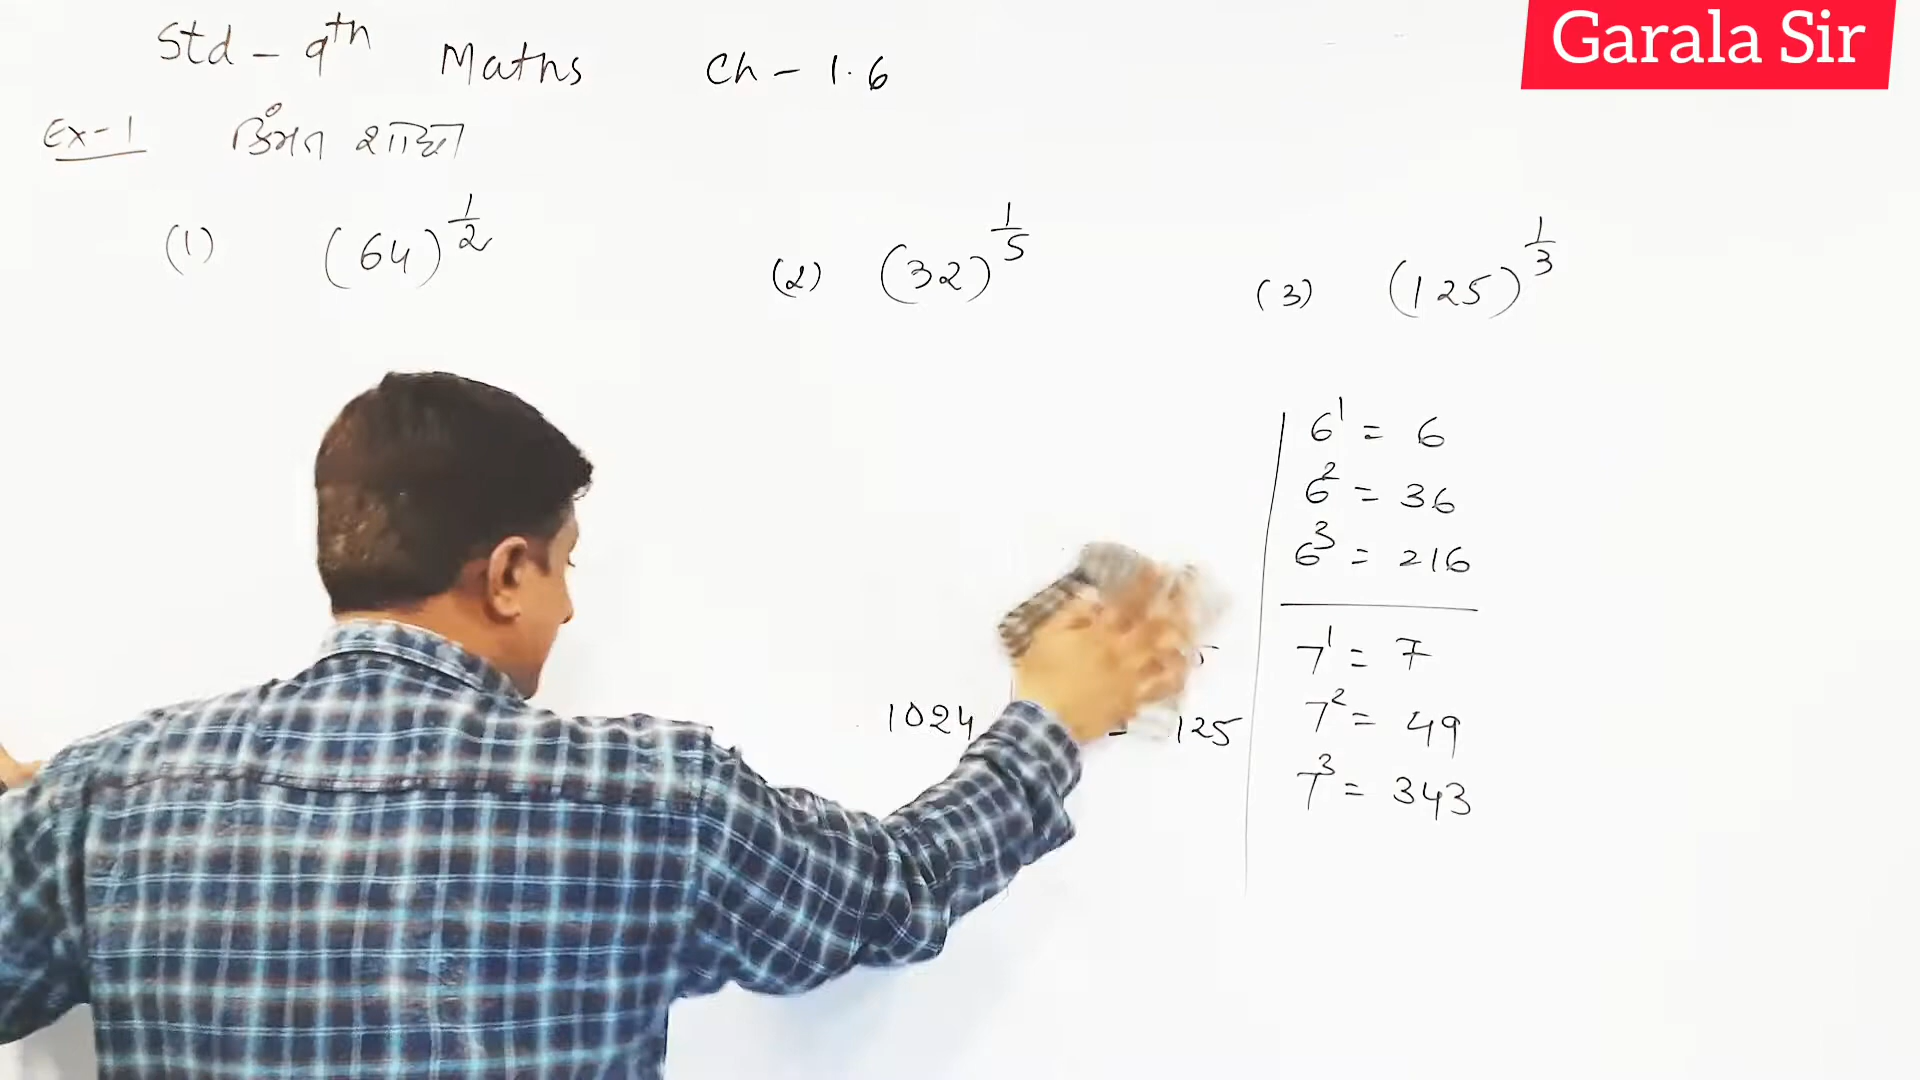 Garala Sir
Std - 9th Maths Ch - 1.6
Ex-1 કિંમત શોધો
(1) (64)^1/2 (2) (32)^1/5 (3) (125)^1/3
6^1 = 6
6^2 = 36
6^3 = 216
7^1 = 7
1024 = 125 7^2 = 49
7^3 = 343